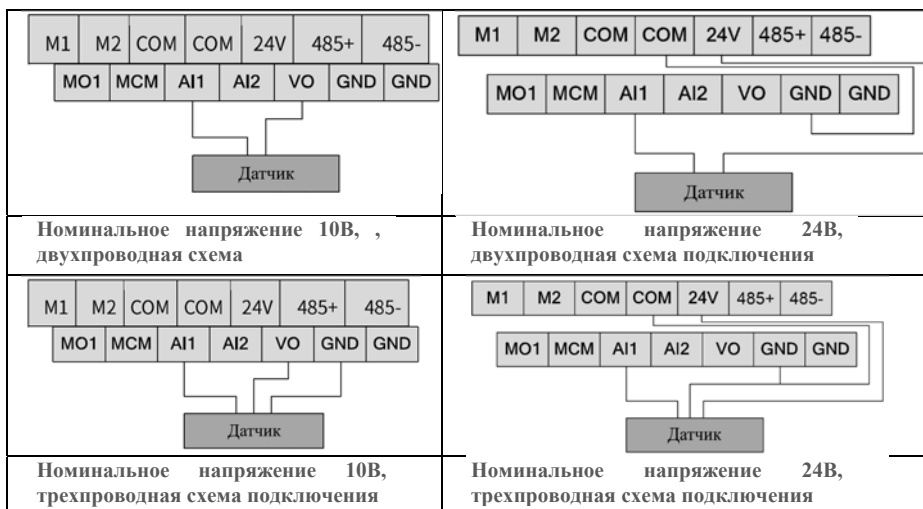 M1 M2 COM COM 24V 485+ 485-
MO1 MCM AI1 AI2 VO GND GND
Датчик
Номинальное напряжение 10В, ,
двухпроводная схема
M1 M2 COM COM 24V 485+ 485-
MO1 MCM AI1 AI2 VO GND GND
Датчик
Номинальное напряжение 24В,
двухпроводная схема подключения
M1 M2 COM COM 24V 485+ 485-
MO1 MCM AI1 AI2 VO GND GND
Датчик
Номинальное напряжение 10В,
трехпроводная схема подключения
M1 M2 COM COM 24V 485+ 485-
MO1 MCM AI1 AI2 VO GND GND
Датчик
Номинальное напряжение 24В,
трехпроводная схема подключения